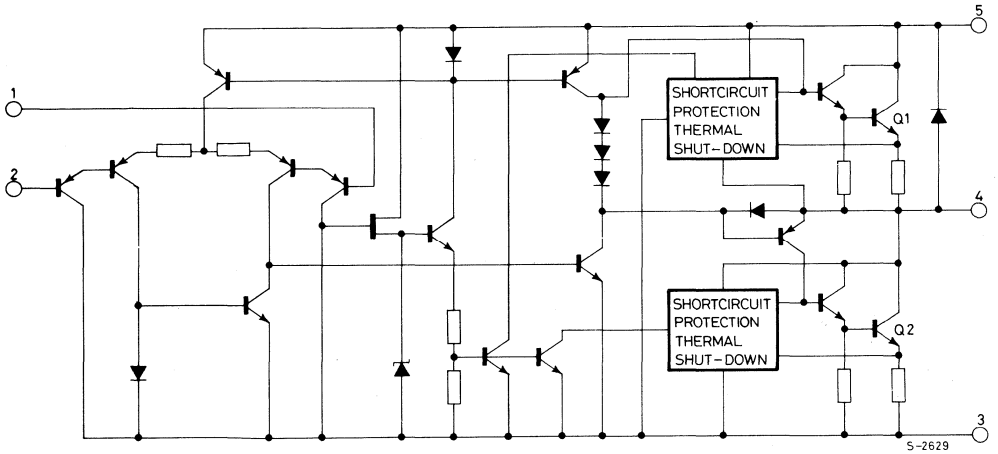 5
1
SHORTCIRCUIT
PROTECTION
THERMAL
SHUT-DOWN
Q1
2
4
SHORTCIRCUIT
PROTECTION
THERMAL
SHUT-DOWN
Q2
3
S-2629